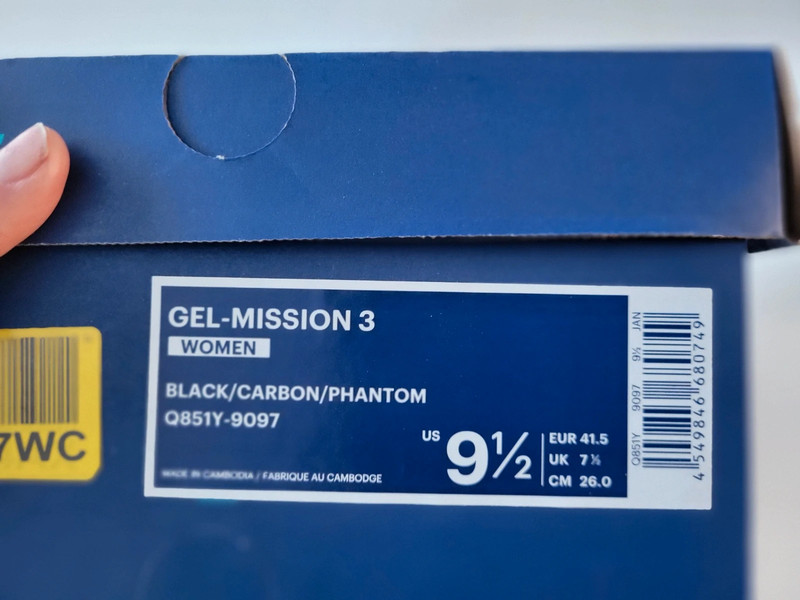 GEL-MISSION 3
WOMEN
BLACK/CARBON/PHANTOM
Q851Y-9097
US 9½
EUR 41.5
UK 7½
CM 26.0
MADE IN CAMBODIA / FABRIQUE AU CAMBODGE
Q851Y 9097 9½ JAN
4 549846 680749
7WC